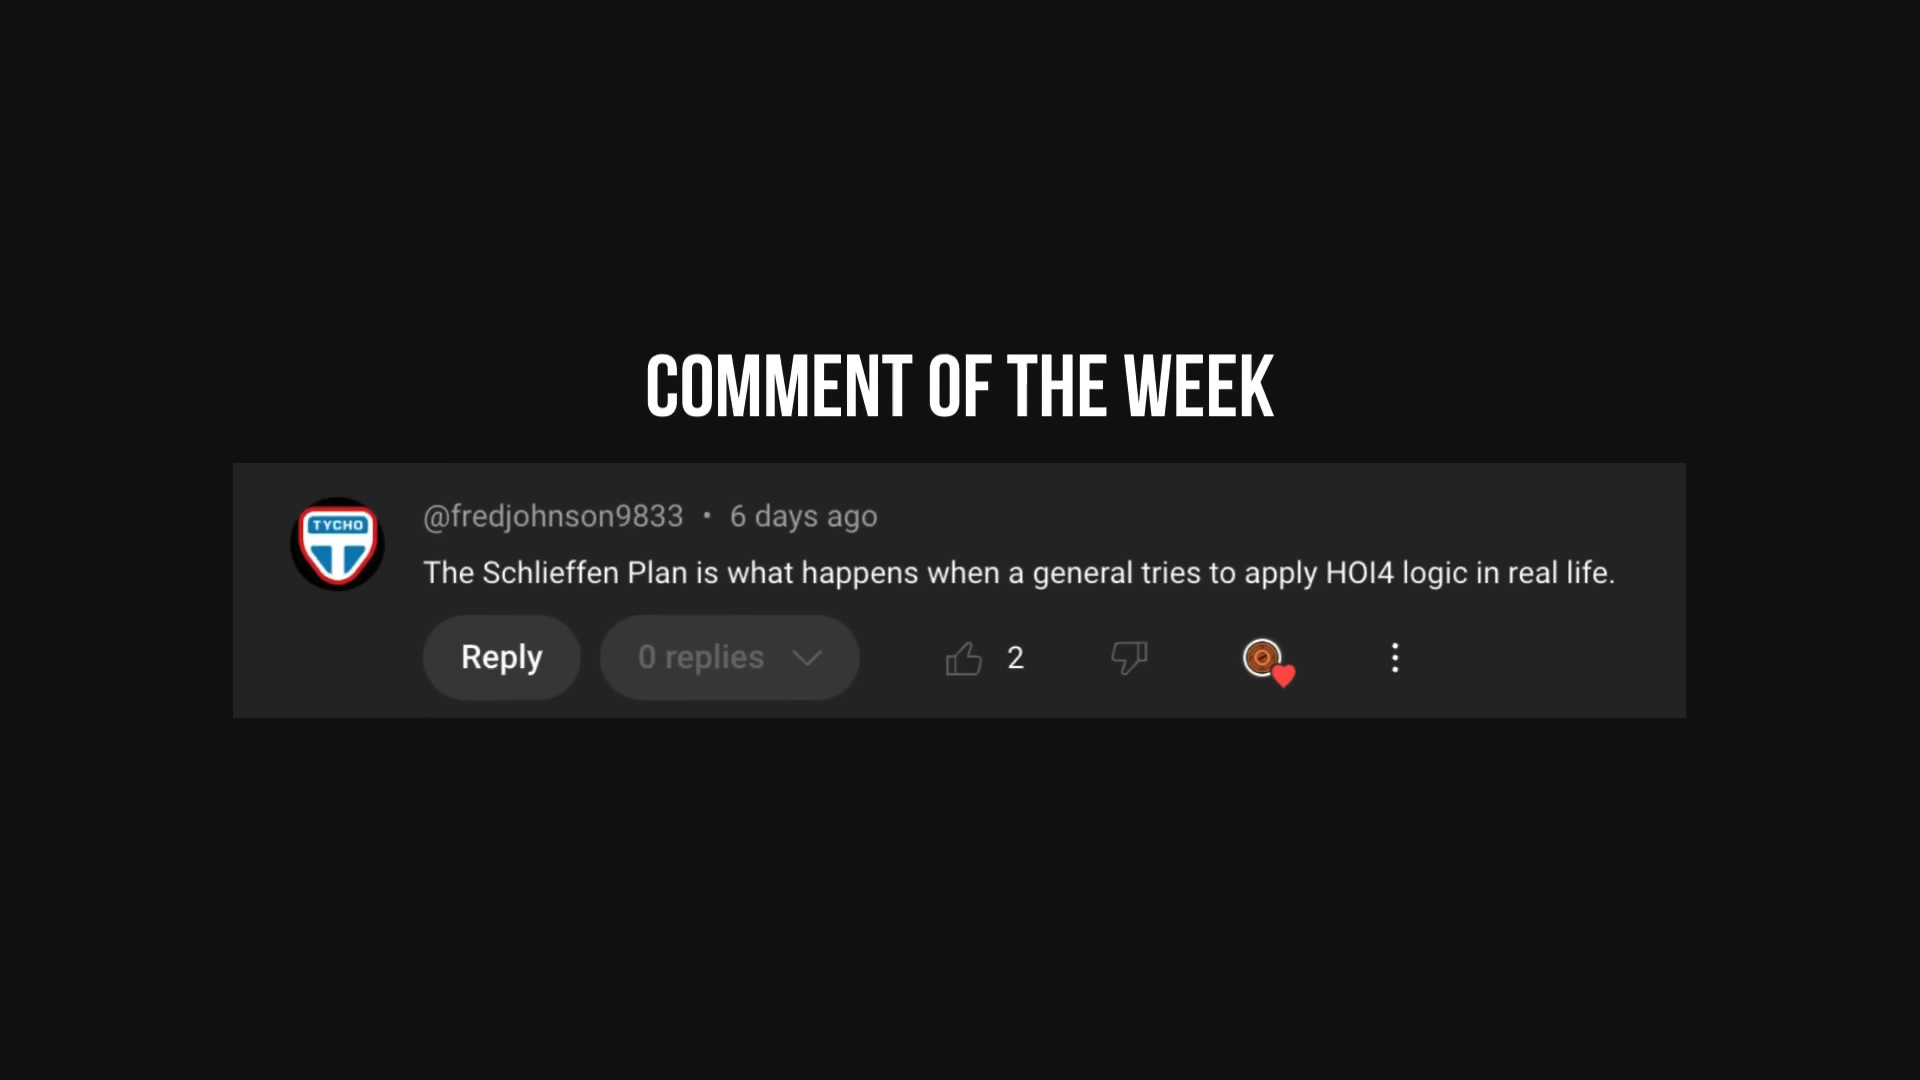 COMMENT OF THE WEEK
TYCHO
@fredjohnson9833 • 6 days ago
The Schlieffen Plan is what happens when a general tries to apply HOI4 logic in real life.
Reply
0 replies
2